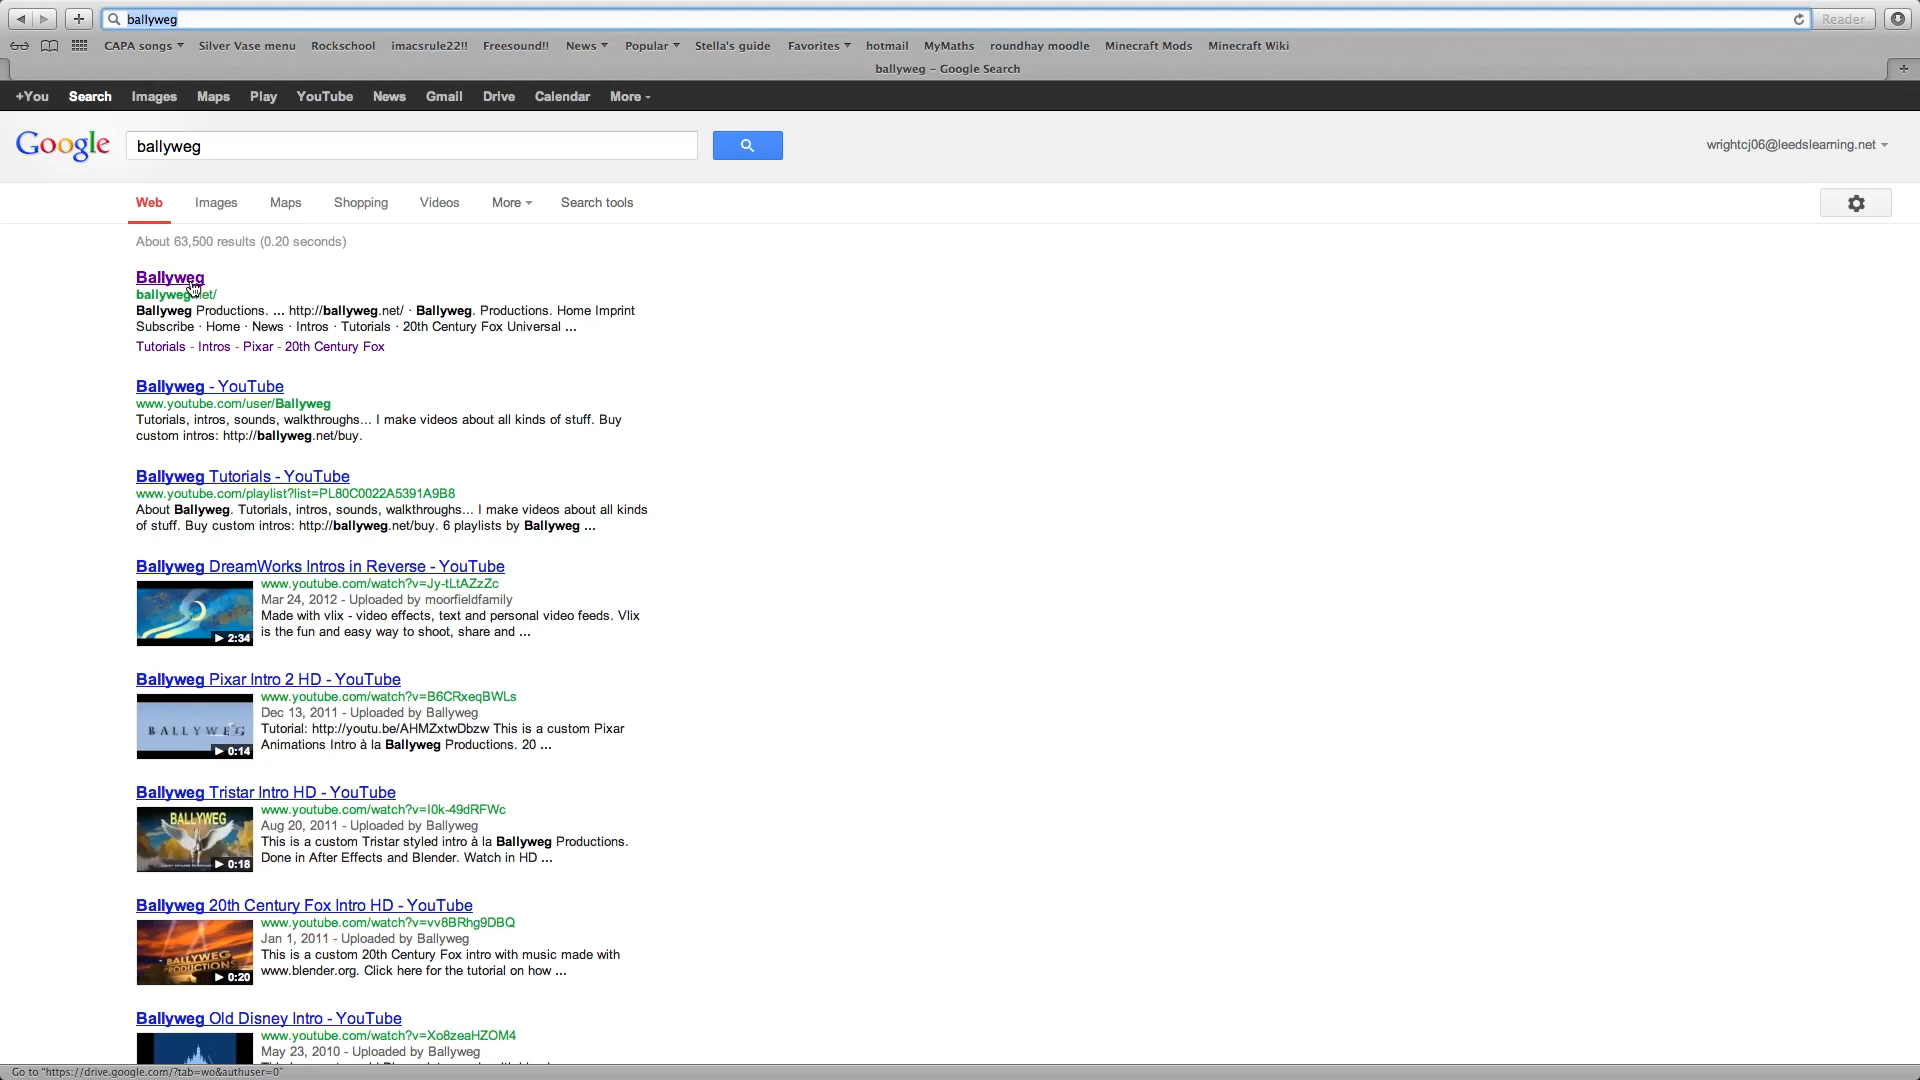 ballyweg
Reader
CAPA songs Silver Vase menu Rockschool imacsrule22!! Freesound!! News Popular Stella's guide Favorites hotmail MyMaths roundhay moodle Minecraft Mods Minecraft Wiki
ballyweg – Google Search
+You Search Images Maps Play YouTube News Gmail Drive Calendar More
Google ballyweg wrightcj06@leedslearning.net
Web Images Maps Shopping Videos More Search tools
About 63,500 results (0.20 seconds)
Ballyweg
ballyweg.net/
Ballyweg Productions. ... http://ballyweg.net/ · Ballyweg. Productions. Home Imprint
Subscribe · Home · News · Intros · Tutorials · 20th Century Fox Universal ...
Tutorials - Intros - Pixar - 20th Century Fox
Ballyweg - YouTube
www.youtube.com/user/Ballyweg
Tutorials, intros, sounds, walkthroughs... I make videos about all kinds of stuff. Buy
custom intros: http://ballyweg.net/buy.
Ballyweg Tutorials - YouTube
www.youtube.com/playlist?list=PL80C0022A5391A9B8
About Ballyweg. Tutorials, intros, sounds, walkthroughs... I make videos about all kinds
of stuff. Buy custom intros: http://ballyweg.net/buy. 6 playlists by Ballyweg ...
Ballyweg DreamWorks Intros in Reverse - YouTube
www.youtube.com/watch?v=Jy-tLtAZzZc
Mar 24, 2012 - Uploaded by moorfieldfamily
Made with vlix - video effects, text and personal video feeds. Vlix
is the fun and easy way to shoot, share and ...
2:34
Ballyweg Pixar Intro 2 HD - YouTube
www.youtube.com/watch?v=B6CRxeqBWLs
Dec 13, 2011 - Uploaded by Ballyweg
Tutorial: http://youtu.be/AHMZxtwDbzw This is a custom Pixar
Animations Intro à la Ballyweg Productions. 20 ...
BALLYWEG
0:14
Ballyweg Tristar Intro HD - YouTube
www.youtube.com/watch?v=I0k-49dRFWc
Aug 20, 2011 - Uploaded by Ballyweg
This is a custom Tristar styled intro à la Ballyweg Productions.
Done in After Effects and Blender. Watch in HD ...
BALLYWEG
0:18
Ballyweg 20th Century Fox Intro HD - YouTube
www.youtube.com/watch?v=vv8BRhg9DBQ
Jan 1, 2011 - Uploaded by Ballyweg
This is a custom 20th Century Fox intro with music made with
www.blender.org. Click here for the tutorial on how ...
BALLYWEG
PRODUCTIONS
0:20
Ballyweg Old Disney Intro - YouTube
www.youtube.com/watch?v=Xo8zeaHZOM4
May 23, 2010 - Uploaded by Ballyweg
Go to "https://drive.google.com/?tab=wo&authuser=0"